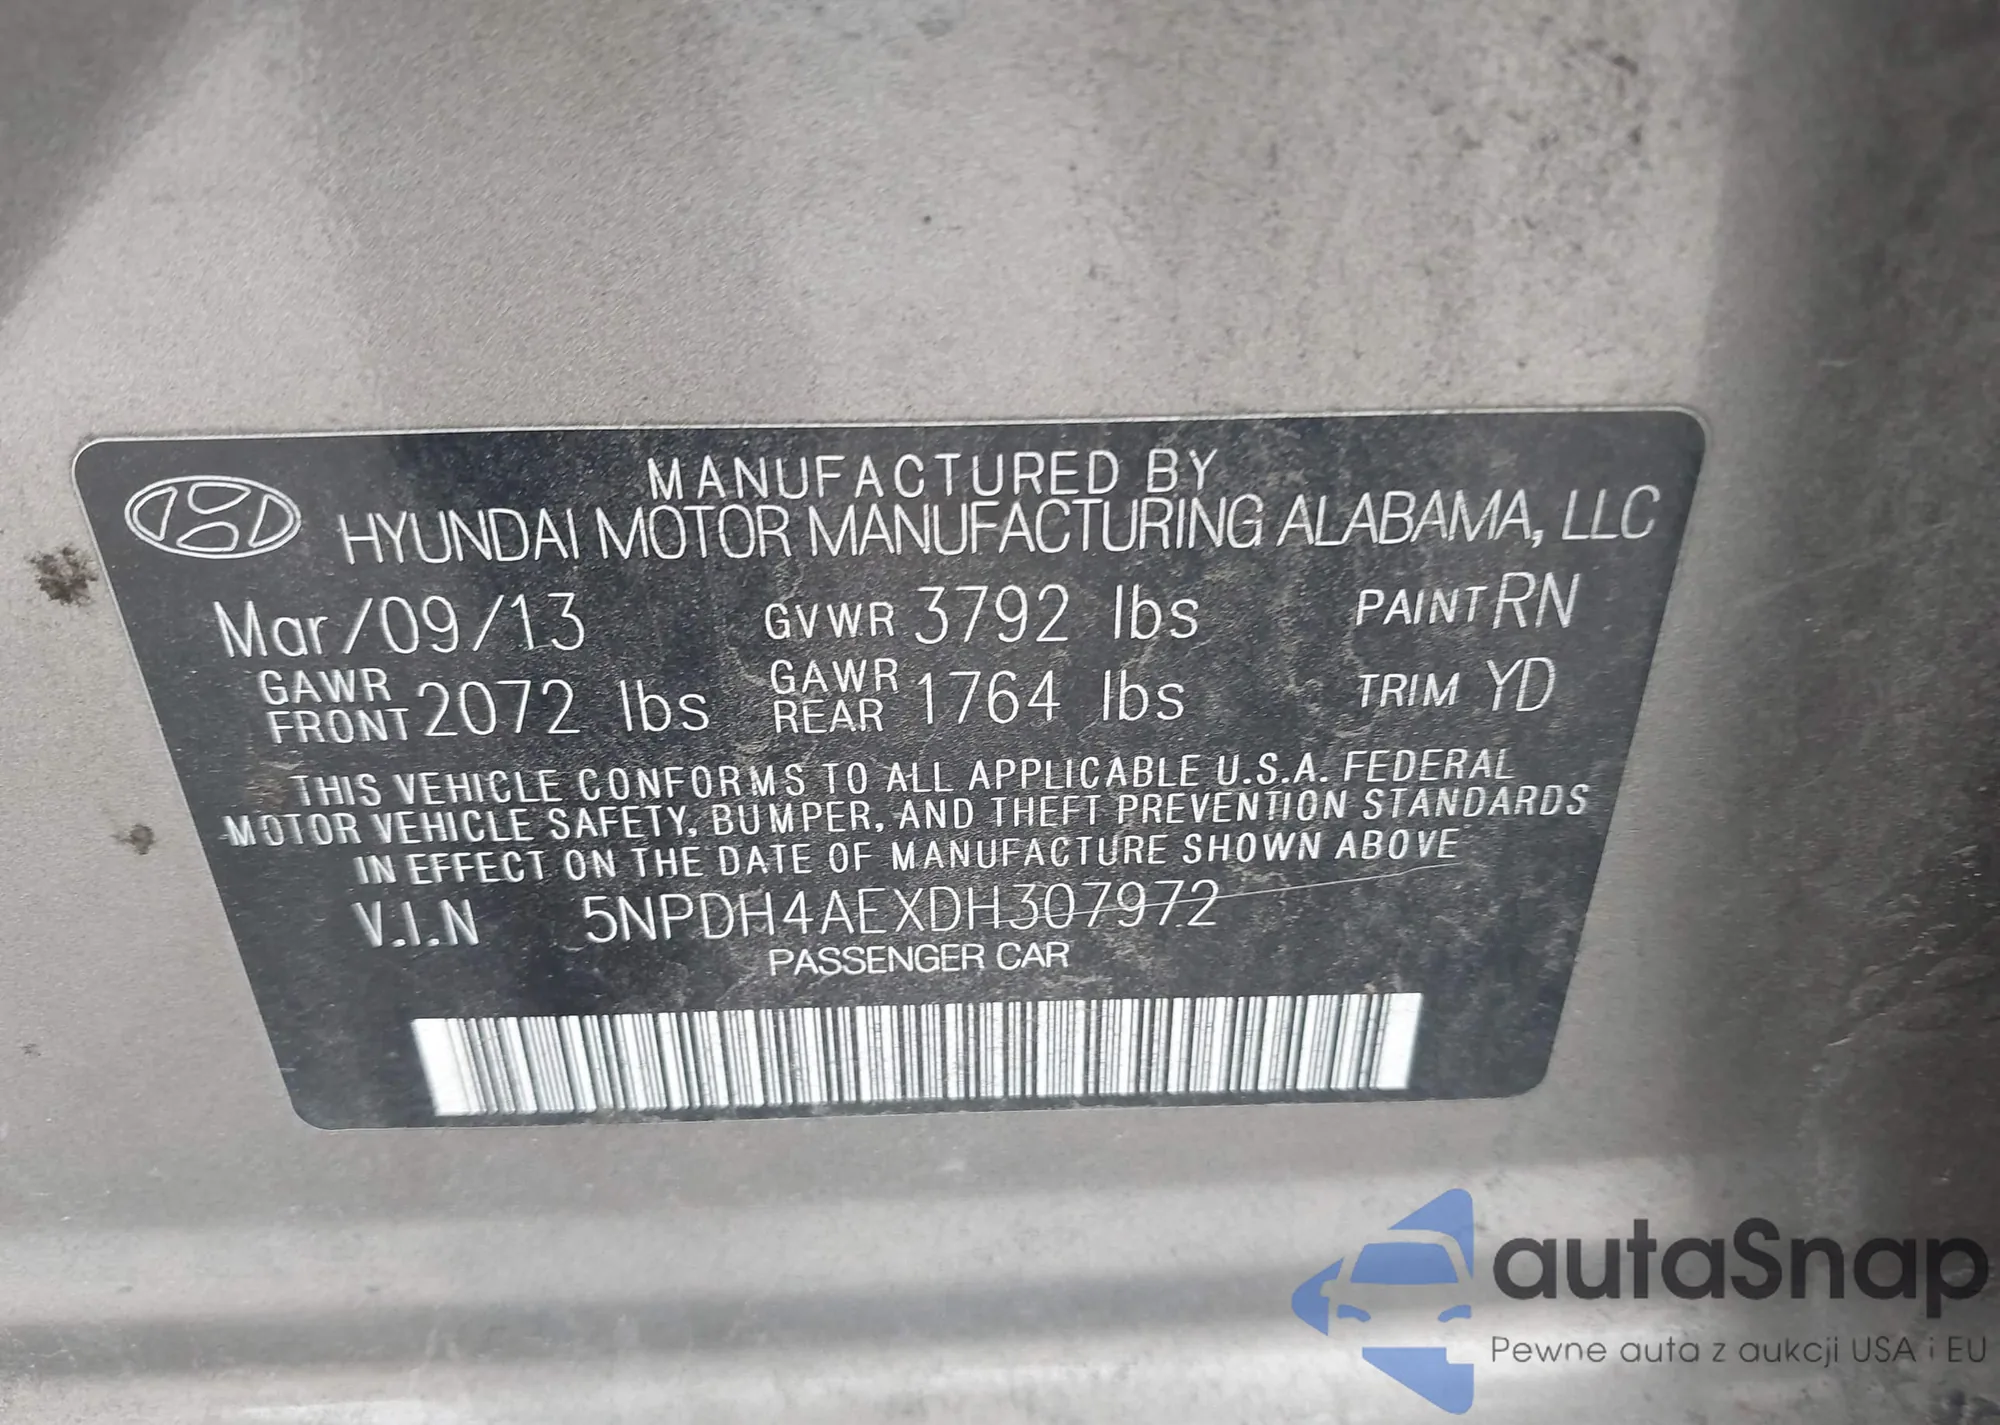 MANUFACTURED BY
HYUNDAI MOTOR MANUFACTURING ALABAMA, LLC
Mar/09/13 GVWR 3792 lbs PAINT RN
GAWR FRONT 2072 lbs GAWR REAR 1764 lbs TRIM YD
THIS VEHICLE CONFORMS TO ALL APPLICABLE U.S.A. FEDERAL
MOTOR VEHICLE SAFETY, BUMPER, AND THEFT PREVENTION STANDARDS
IN EFFECT ON THE DATE OF MANUFACTURE SHOWN ABOVE
V.I.N 5NPDH4AEXDH307972
PASSENGER CAR
autaSnap
Pewne auta z aukcji USA i EU